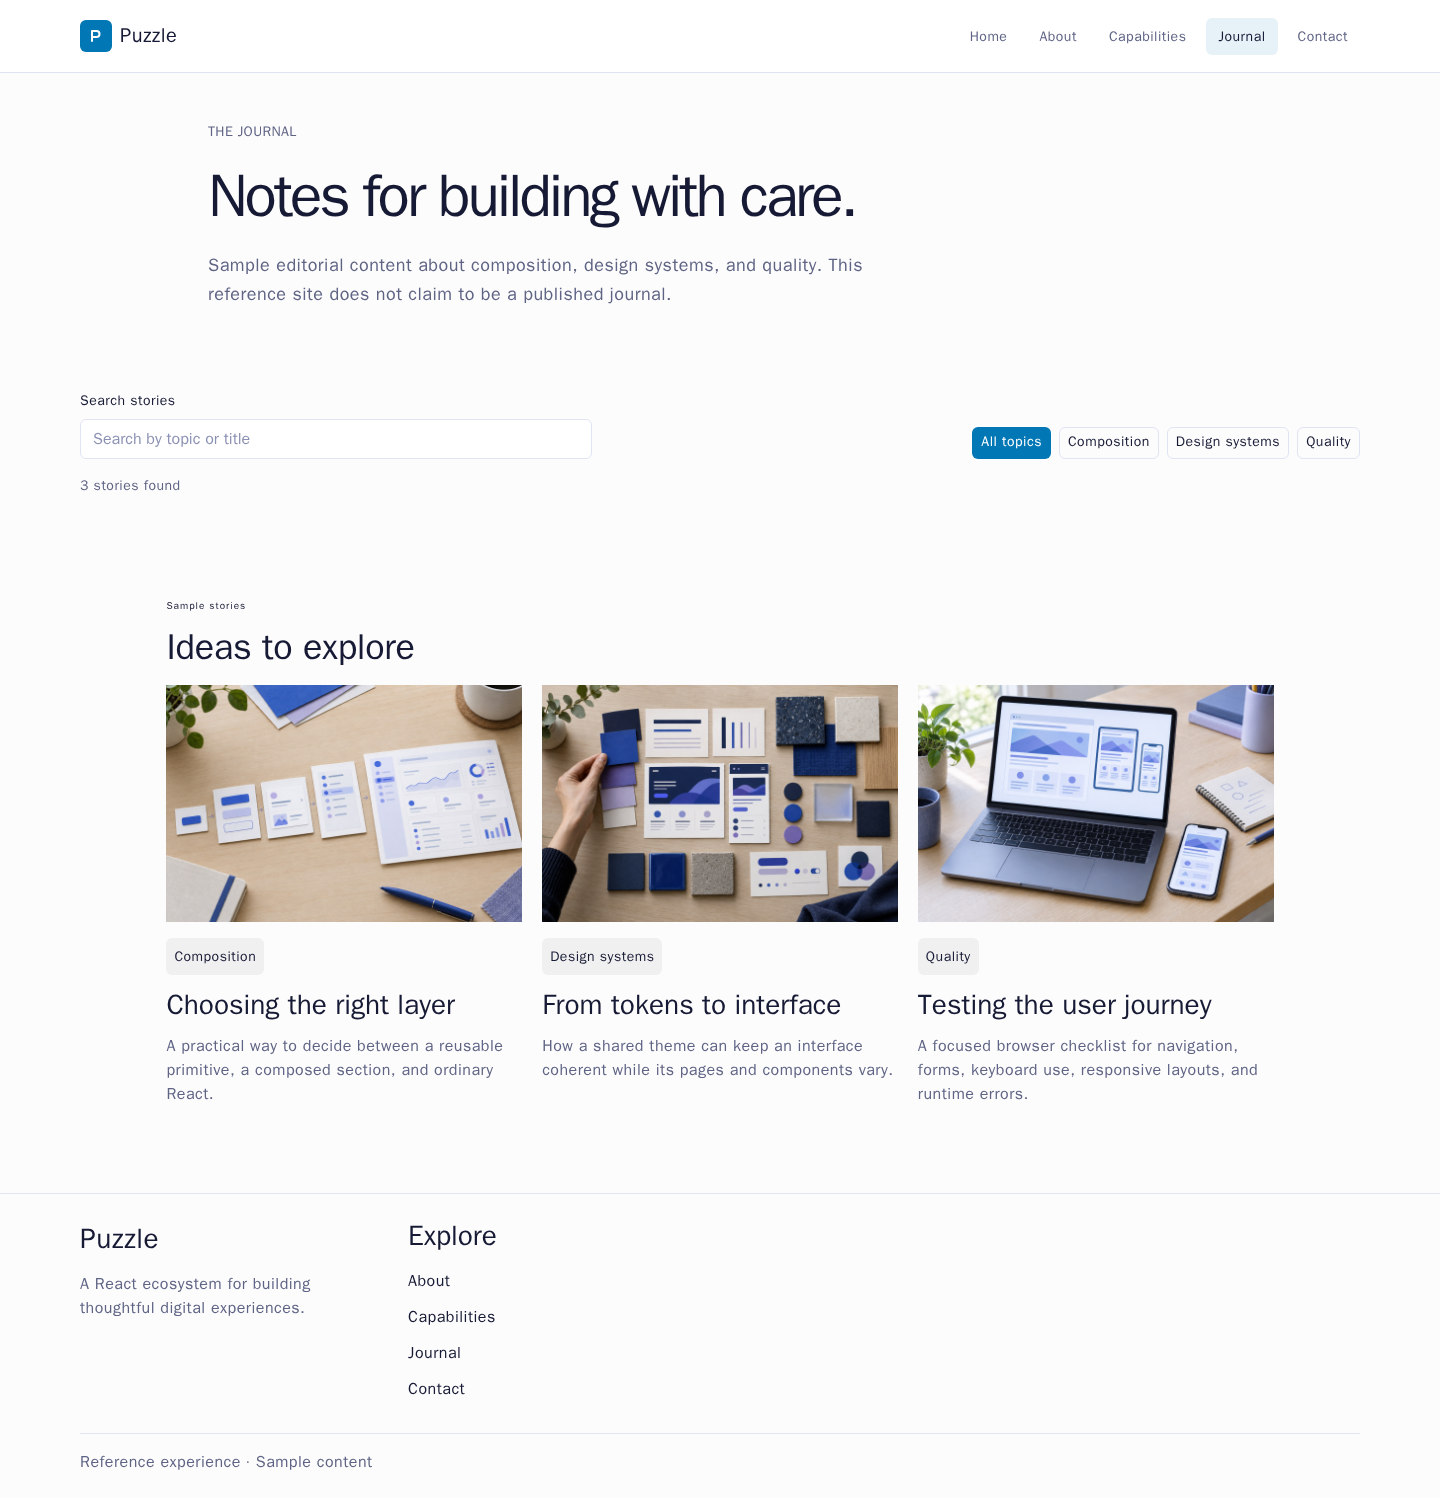 P Puzzle
Home About Capabilities Journal Contact
THE JOURNAL
Notes for building with care.
Sample editorial content about composition, design systems, and quality. This
reference site does not claim to be a published journal.
Search stories
Search by topic or title
All topics Composition Design systems Quality
3 stories found
Sample stories
Ideas to explore
Composition
Choosing the right layer
A practical way to decide between a reusable
primitive, a composed section, and ordinary
React.
Design systems
From tokens to interface
How a shared theme can keep an interface
coherent while its pages and components vary.
Quality
Testing the user journey
A focused browser checklist for navigation,
forms, keyboard use, responsive layouts, and
runtime errors.
Puzzle
A React ecosystem for building
thoughtful digital experiences.
Explore
About
Capabilities
Journal
Contact
Reference experience · Sample content